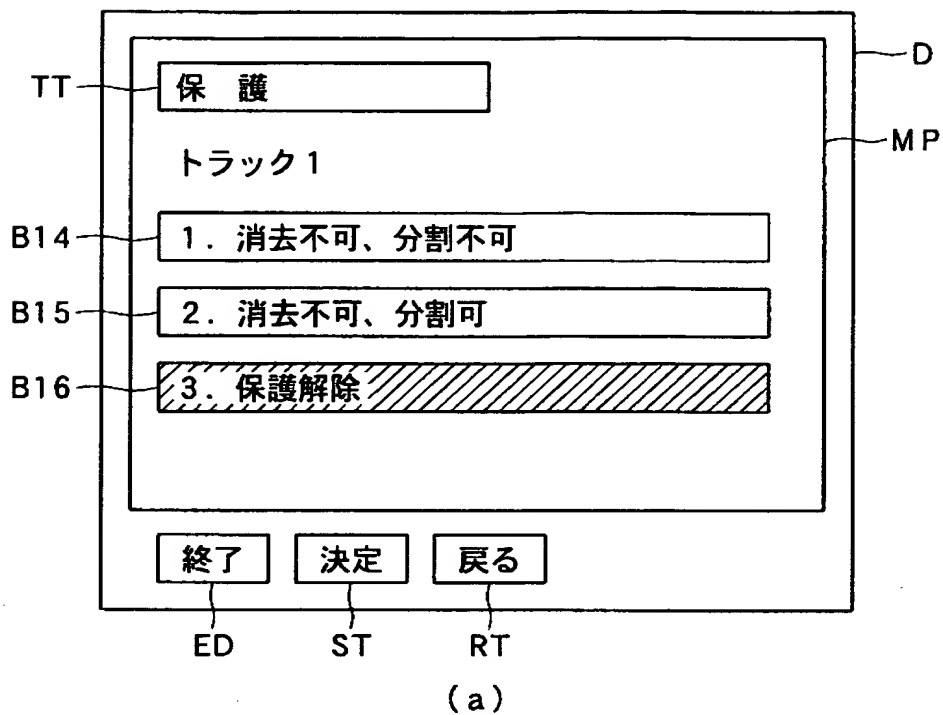 D
TT
保 護
MP
トラック1
B14
1. 消去不可、分割不可
B15
2. 消去不可、分割可
B16
3. 保護解除
終了 決定 戻る
ED ST RT
(a)